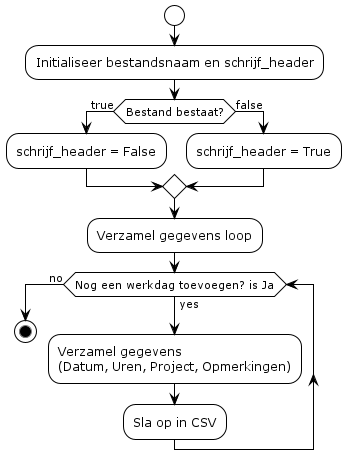 Initialiseer bestandsnaam en schrijf_header
true
Bestand bestaat?
false
schrijf_header = False
schrijf_header = True
Verzamel gegevens loop
no
Nog een werkdag toevoegen? is Ja
yes
Verzamel gegevens
(Datum, Uren, Project, Opmerkingen)
Sla op in CSV